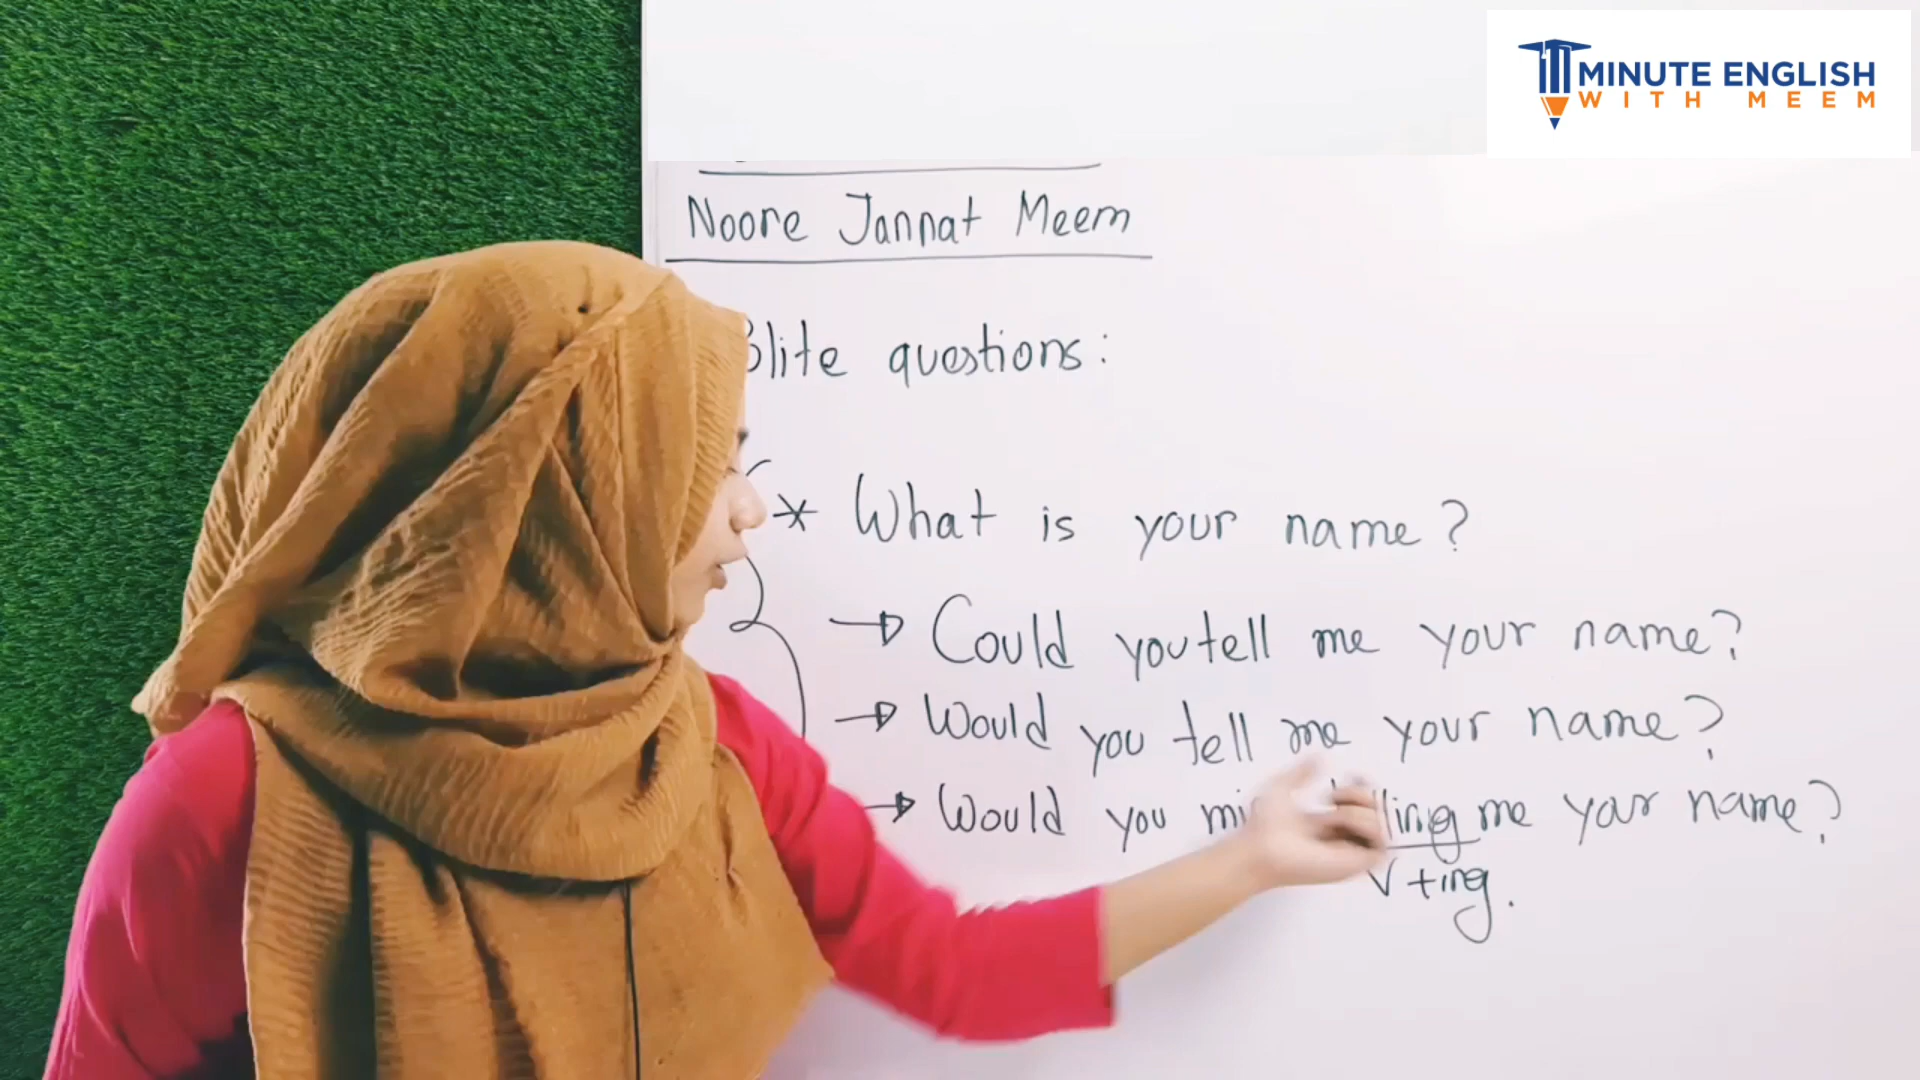 MINUTE ENGLISH
WITH MEEM
Noore Jannat Meem
questions:
* What is your name?
→ Could you tell me your name?
→ Would you tell me your name?
→ Would you me your name?
V+ing.